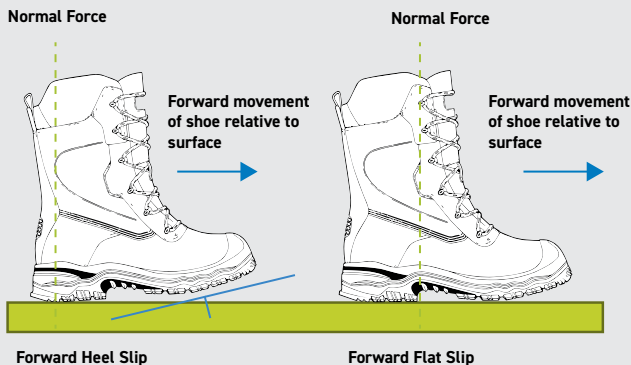 Normal Force
Normal Force
Forward movement
of shoe relative to
surface
Forward movement
of shoe relative to
surface
Forward Heel Slip
Forward Flat Slip